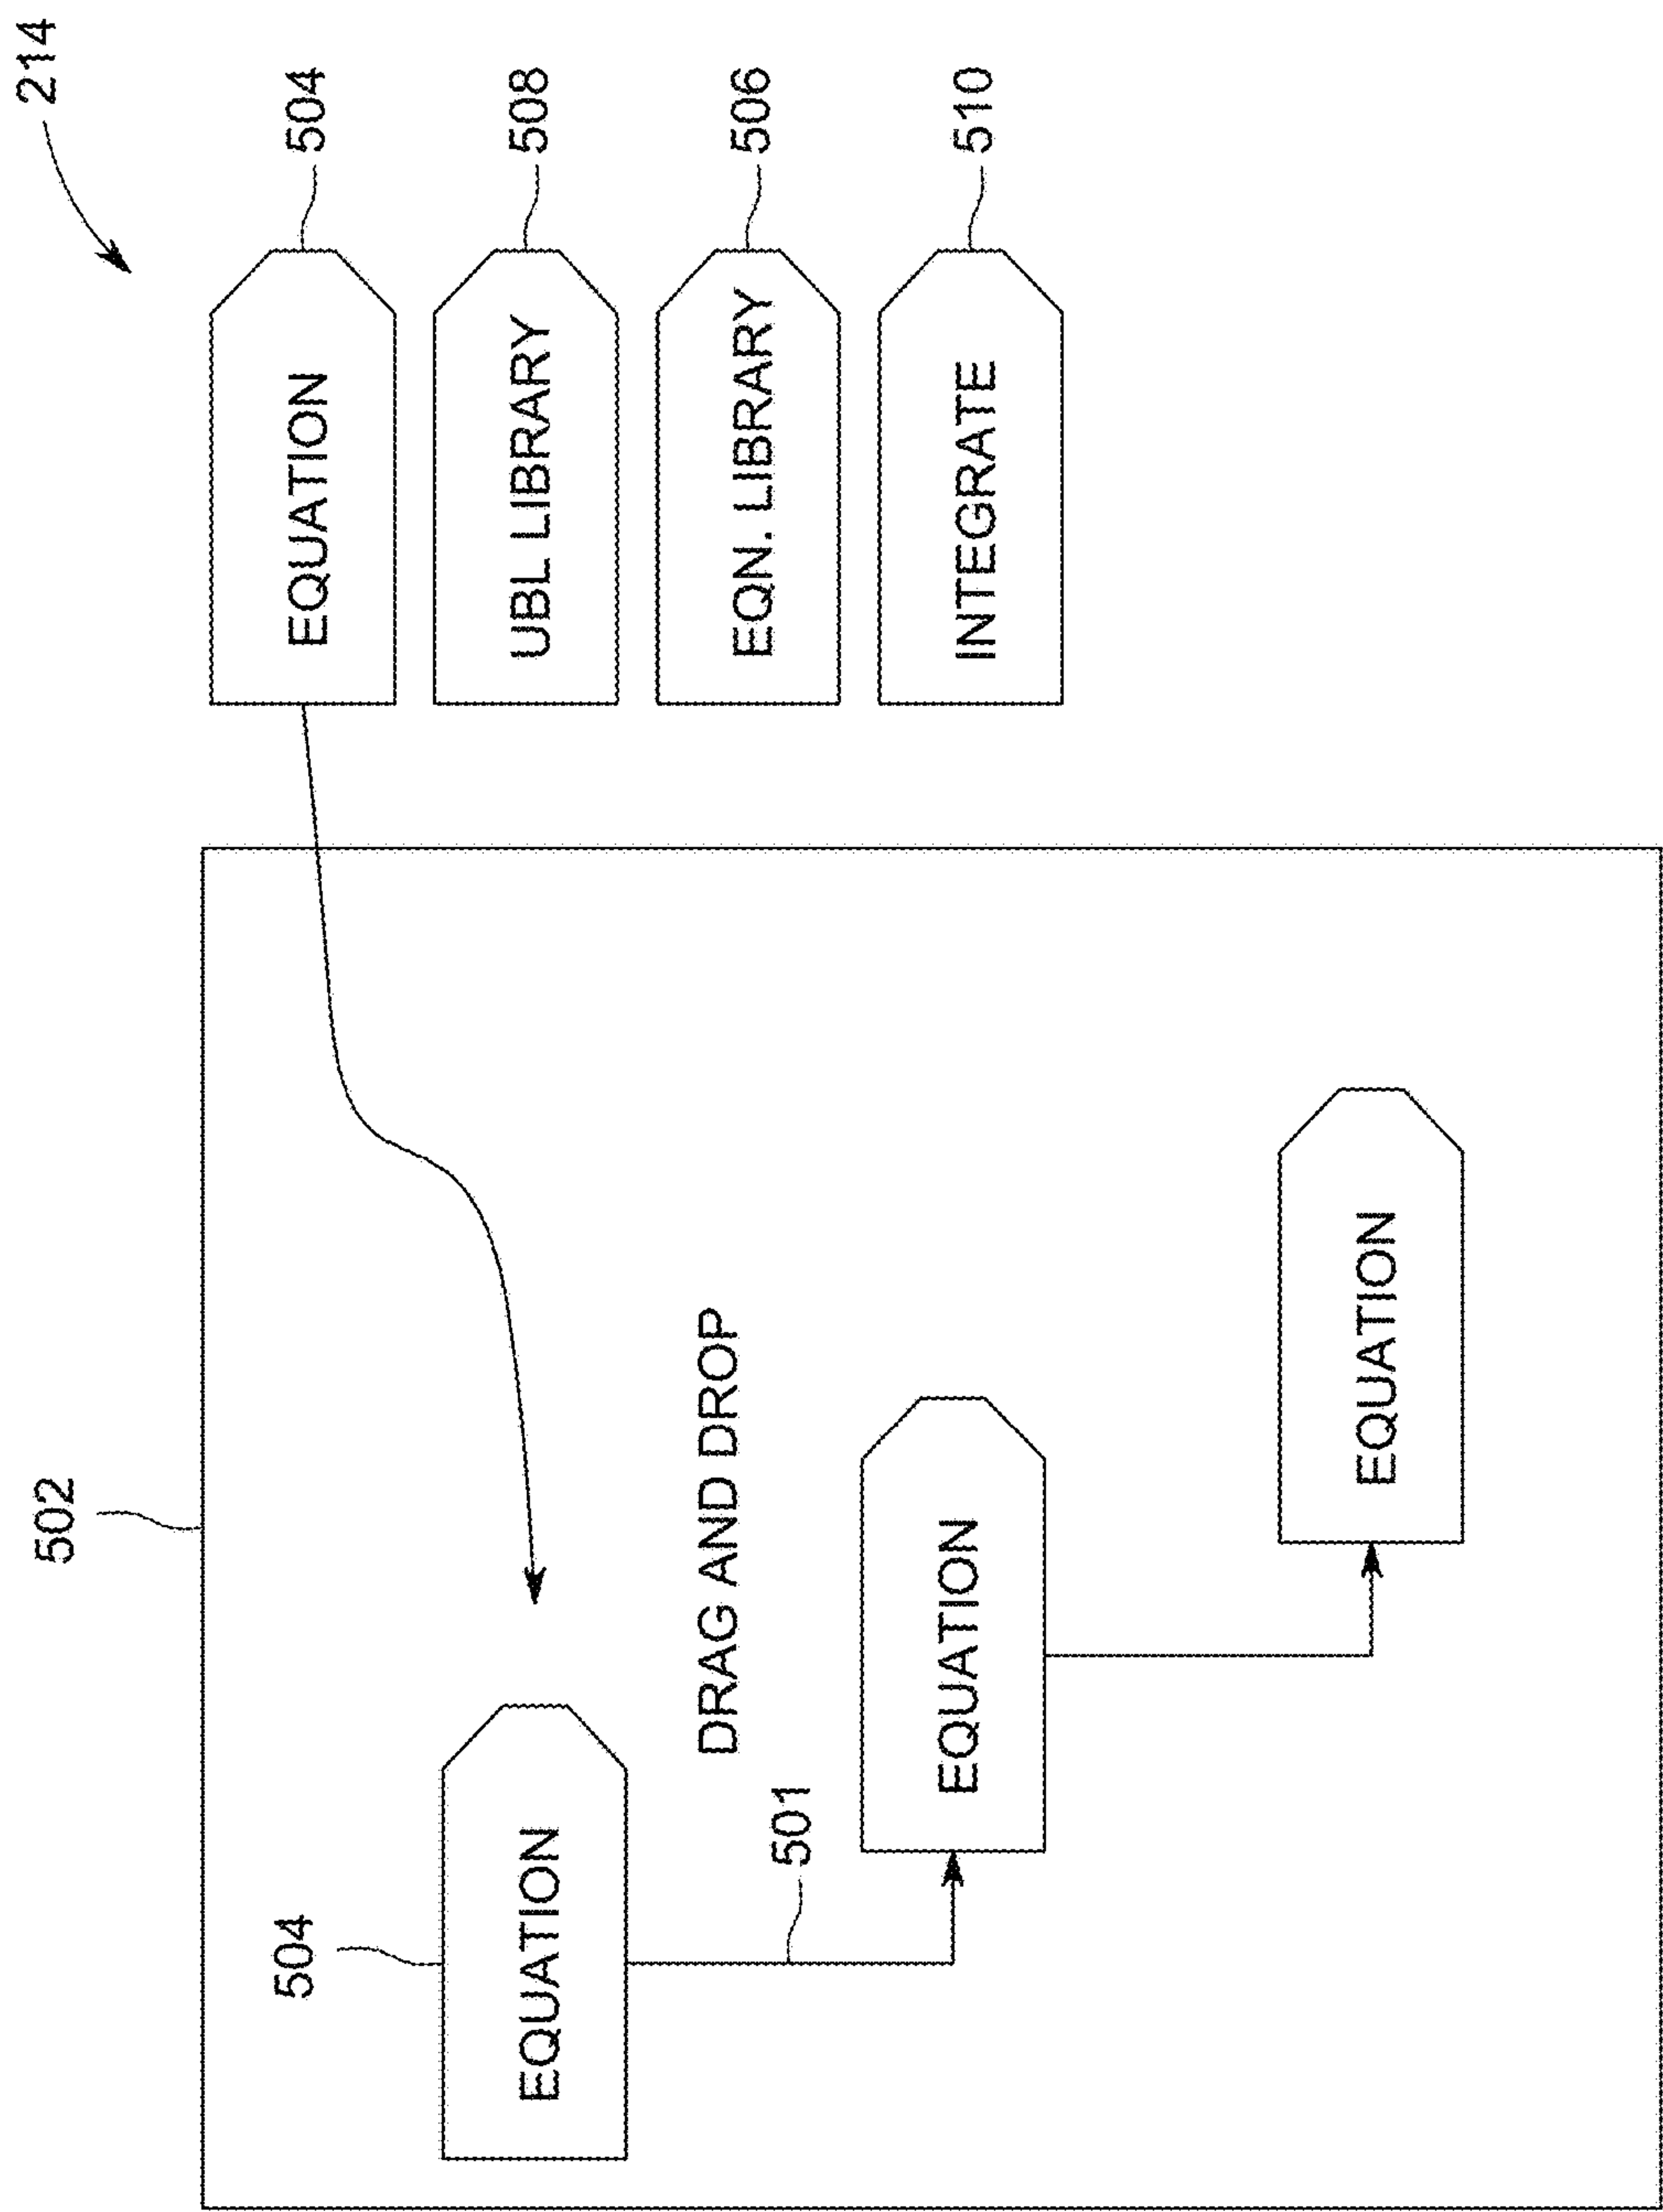 502
214
504
EQUATION
504
EQUATION
UBL LIBRARY
508
DRAG AND DROP
EQN. LIBRARY
506
501
EQUATION
INTEGRATE
510
EQUATION